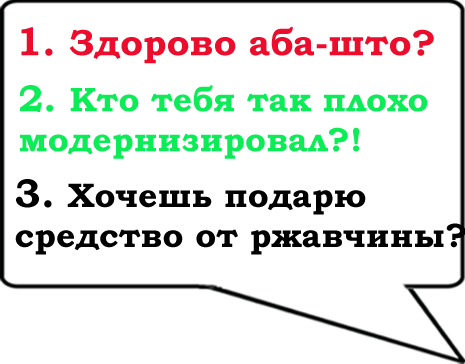 1. Здорово аба-што?
2. Кто тебя так плохо
модернизировал?!
3. Хочешь подарю
средство от ржавчины?